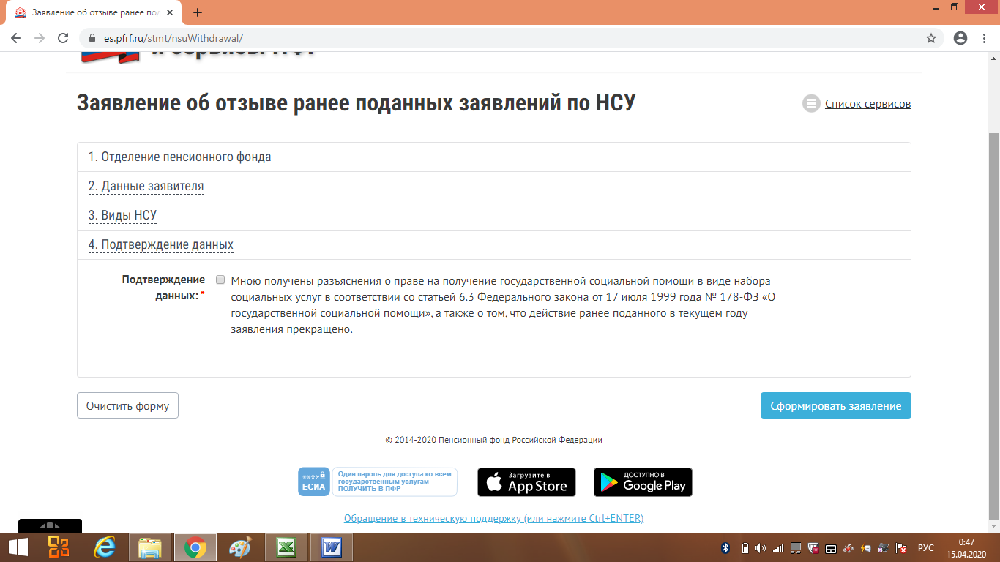 Заявление об отзыве ранее под
es.pfrf.ru/stmt/nsuWithdrawal/
и сервисы ПФР
Заявление об отзыве ранее поданных заявлений по НСУ
Список сервисов
1. Отделение пенсионного фонда
2. Данные заявителя
3. Виды НСУ
4. Подтверждение данных
Подтверждение
данных: *
Мною получены разъяснения о праве на получение государственной социальной помощи в виде набора
социальных услуг в соответствии со статьей 6.3 Федерального закона от 17 июля 1999 года № 178-ФЗ «О
государственной социальной помощи», а также о том, что действие ранее поданного в текущем году
заявления прекращено.
Очистить форму
Сформировать заявление
© 2014-2020 Пенсионный фонд Российской Федерации
****
ЕСИА
Один пароль для доступа ко всем
государственным услугам
ПОЛУЧИТЬ В ПФР
Загрузите в
App Store
ДОСТУПНО В
Google Play
Обращение в техническую поддержку (или нажмите Ctrl+ENTER)
РУС
0:47
15.04.2020